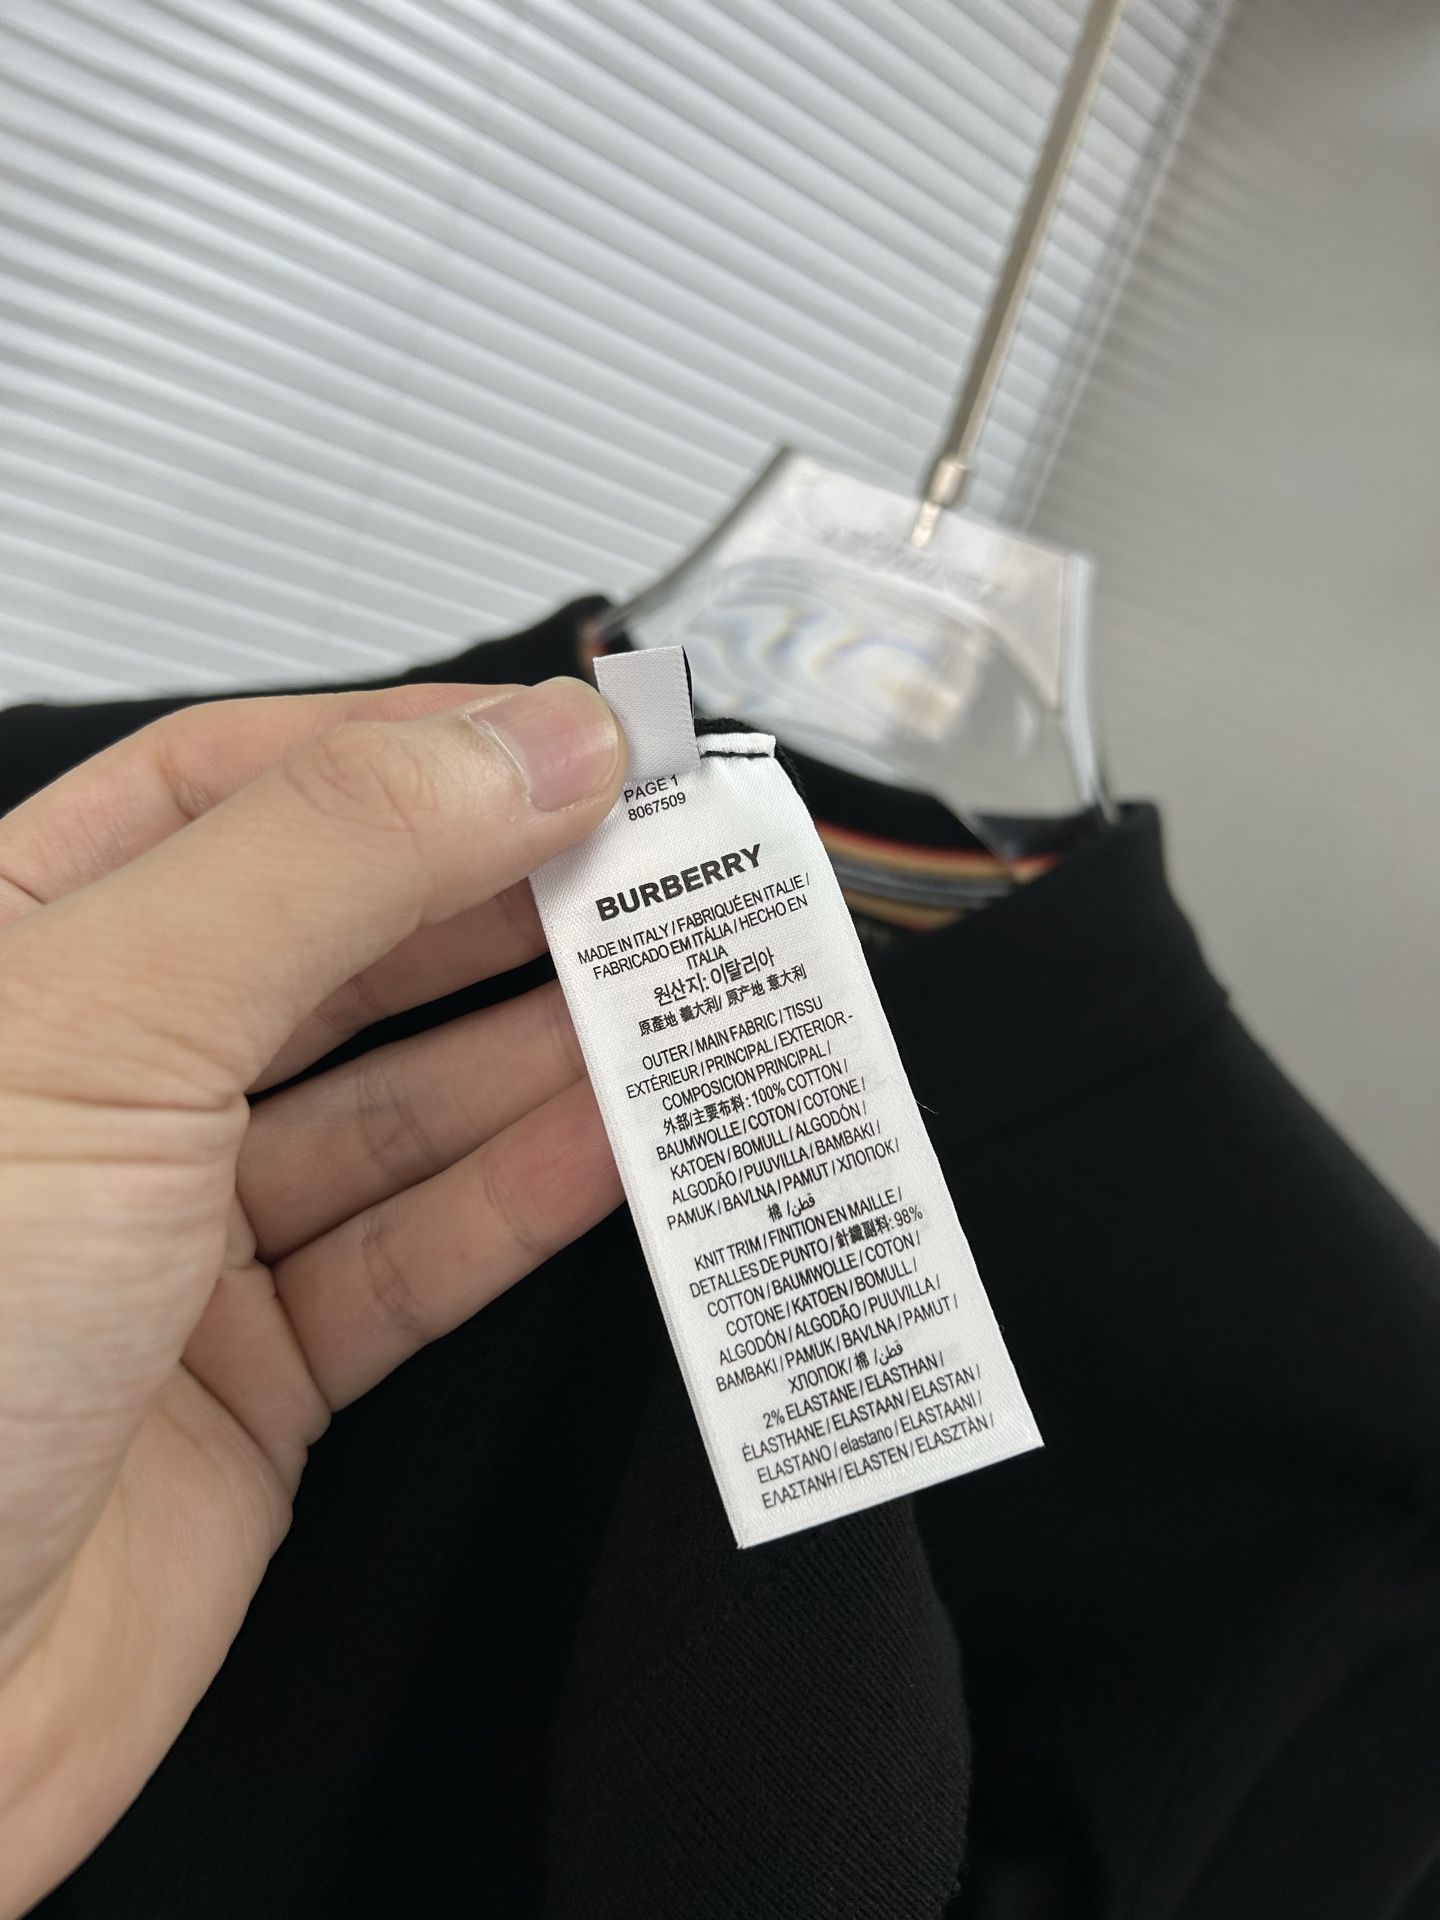 PAGE 1
8067509
BURBERRY
MADE IN ITALY / FABRIQUÉ EN ITALIE /
FABRICADO EM ITÁLIA / HECHO EN
ITALIA
원산지: 이탈리아
原產地 義大利/ 原产地 意大利
OUTER / MAIN FABRIC / TISSU
EXTÉRIEUR / PRINCIPAL / EXTERIOR -
COMPOSICION PRINCIPAL /
外部/主要布料: 100% COTTON /
BAUMWOLLE / COTON / COTONE /
KATOEN / BOMULL / ALGODÓN /
ALGODÃO / PUUVILLA / BAMBAKI /
PAMUK / BAVLNA / PAMUT / ХЛОПОК /
棉 /قطن
KNIT TRIM / FINITION EN MAILLE /
DETALLES DE PUNTO / 針織副料: 98%
COTTON / BAUMWOLLE / COTON /
COTONE / KATOEN / BOMULL /
ALGODÓN / ALGODÃO / PUUVILLA /
BAMBAKI / PAMUK / BAVLNA / PAMUT /
ХЛОПОК / 棉 /قطن
2% ELASTANE / ELASTHAN /
ÉLASTHANE / ELASTAAN / ELASTAN /
ELASTANO / elastano / ELASTAANI /
ΕΛΑΣΤΑΝΗ / ELASTEN / ELASZTÁN /